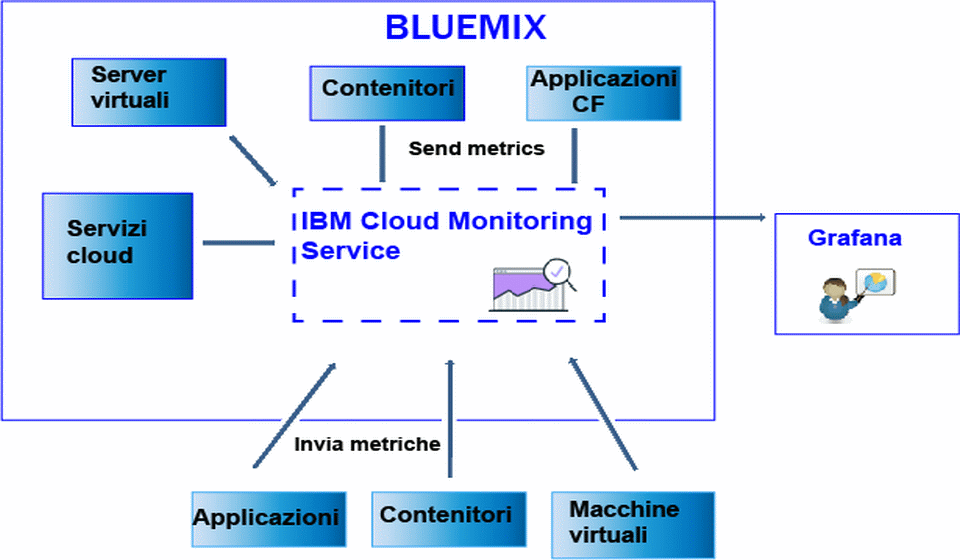 BLUEMIX
Server
virtuali
Contenitori
Applicazioni
CF
Send metrics
Servizi
cloud
IBM Cloud Monitoring
Service
Grafana
Invia metriche
Applicazioni
Contenitori
Macchine
virtuali